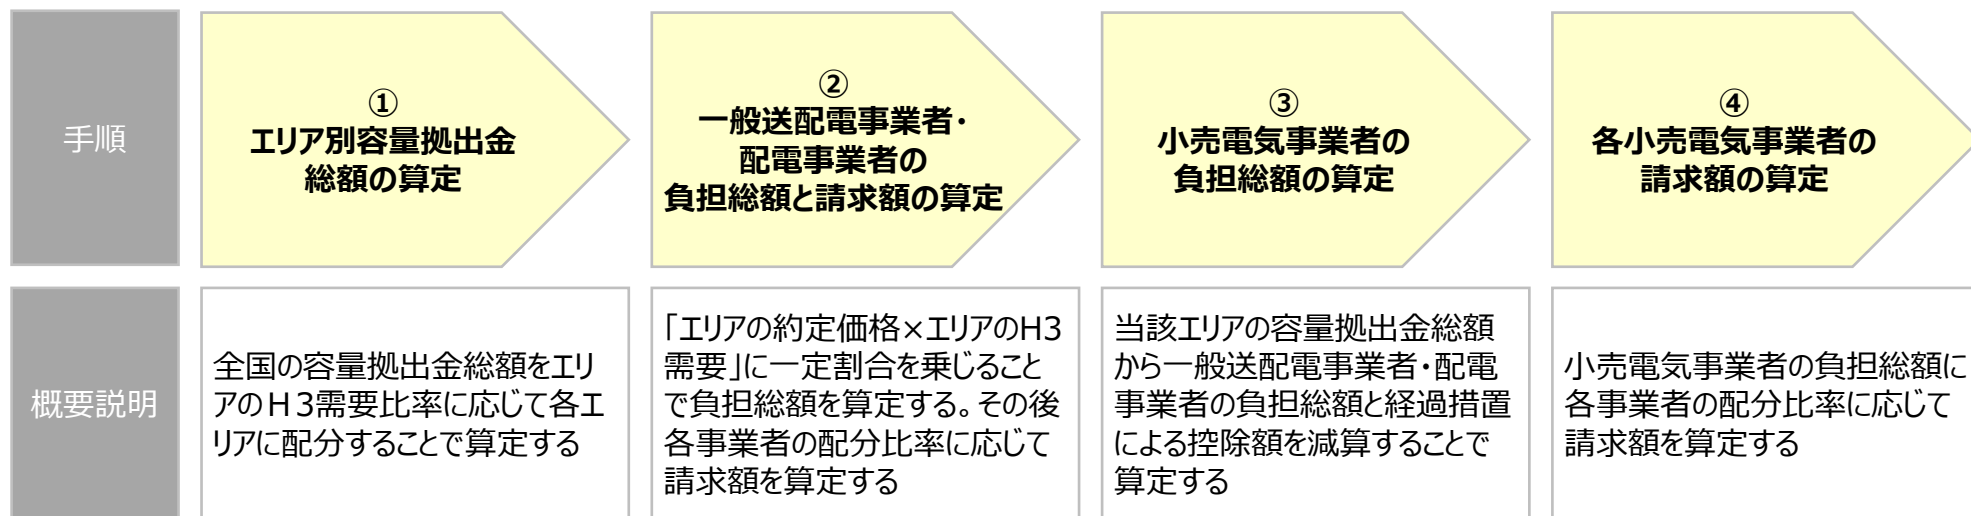 手順
①
エリア別容量拠出金
総額の算定
②
一般送配電事業者・
配電事業者の
負担総額と請求額の算定
③
小売電気事業者の
負担総額の算定
④
各小売電気事業者の
請求額の算定
概要説明
全国の容量拠出金総額をエリ
アのH3需要比率に応じて各エ
リアに配分することで算定する
「エリアの約定価格×エリアのH3
需要」に一定割合を乗じること
で負担総額を算定する。その後
各事業者の配分比率に応じて
請求額を算定する
当該エリアの容量拠出金総額
から一般送配電事業者・配電
事業者の負担総額と経過措置
による控除額を減算することで
算定する
小売電気事業者の負担総額に
各事業者の配分比率に応じて
請求額を算定する